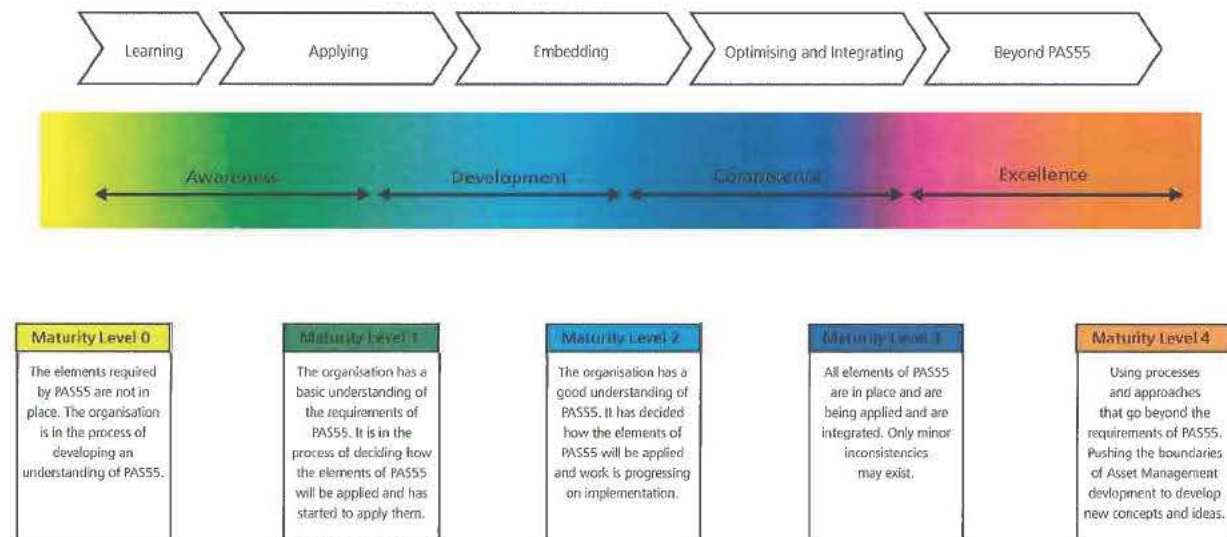 Learning
Applying
Embedding
Optimising and Integrating
Beyond PAS55
Awareness
Development
Competence
Excellence
Maturity Level 0
The elements required
by PAS55 are not in
place. The organisation
is in the process of
developing an
understanding of PAS55.
Maturity Level 1
The organisation has a
basic understanding of
the requirements of
PAS55. It is in the
process of deciding how
the elements of PAS55
will be applied and has
started to apply them.
Maturity Level 2
The organisation has a
good understanding of
PAS55. It has decided
how the elements of
PAS55 will be applied
and work is progressing
on implementation.
Maturity Level 3
All elements of PAS55
are in place and are
being applied and are
integrated. Only minor
inconsistencies
may exist.
Maturity Level 4
Using processes
and approaches
that go beyond the
requirements of PAS55.
Pushing the boundaries
of Asset Management
devlopment to develop
new concepts and ideas.